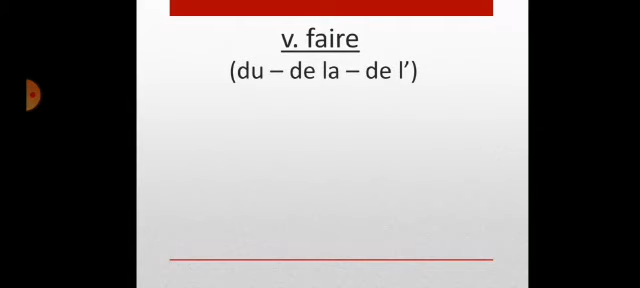 v. faire
(du – de la – de l’)